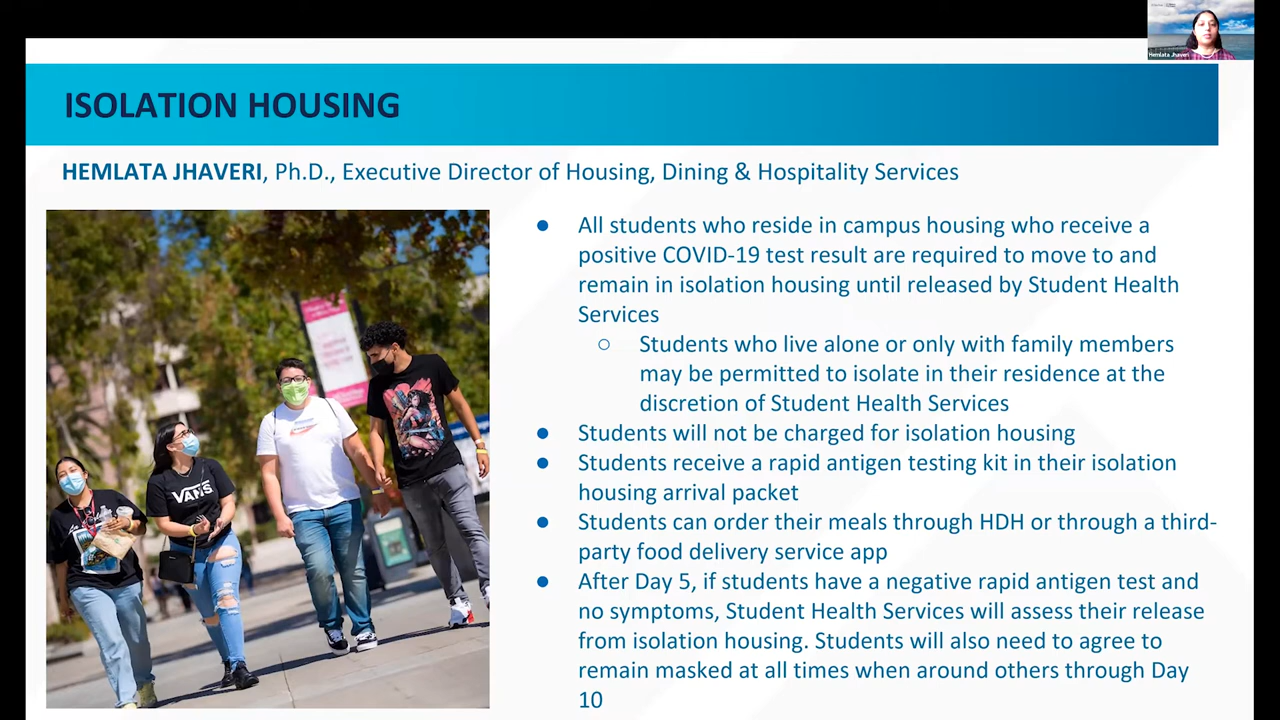 Hemlata Jhaveri
ISOLATION HOUSING
HEMLATA JHAVERI, Ph.D., Executive Director of Housing, Dining & Hospitality Services
VANS
● All students who reside in campus housing who receive a
positive COVID-19 test result are required to move to and
remain in isolation housing until released by Student Health
Services
○ Students who live alone or only with family members
may be permitted to isolate in their residence at the
discretion of Student Health Services
● Students will not be charged for isolation housing
● Students receive a rapid antigen testing kit in their isolation
housing arrival packet
● Students can order their meals through HDH or through a third-
party food delivery service app
● After Day 5, if students have a negative rapid antigen test and
no symptoms, Student Health Services will assess their release
from isolation housing. Students will also need to agree to
remain masked at all times when around others through Day
10